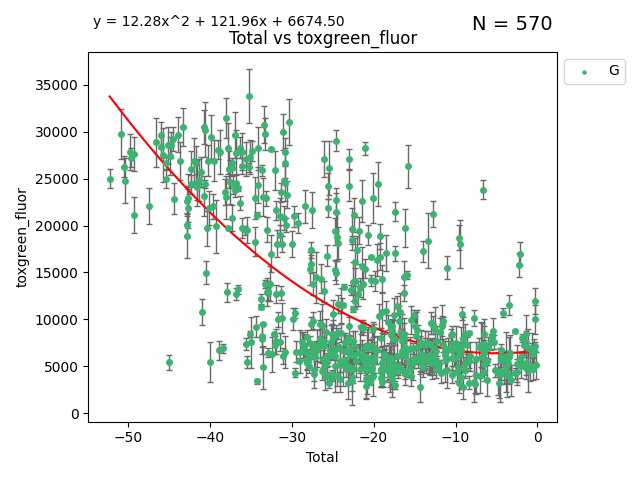 y = 12.28x^2 + 121.96x + 6674.50
N = 570
Total vs toxgreen_fluor
G
35000
30000
25000
20000
15000
10000
5000
0
toxgreen_fluor
−50
−40
−30
−20
−10
0
Total